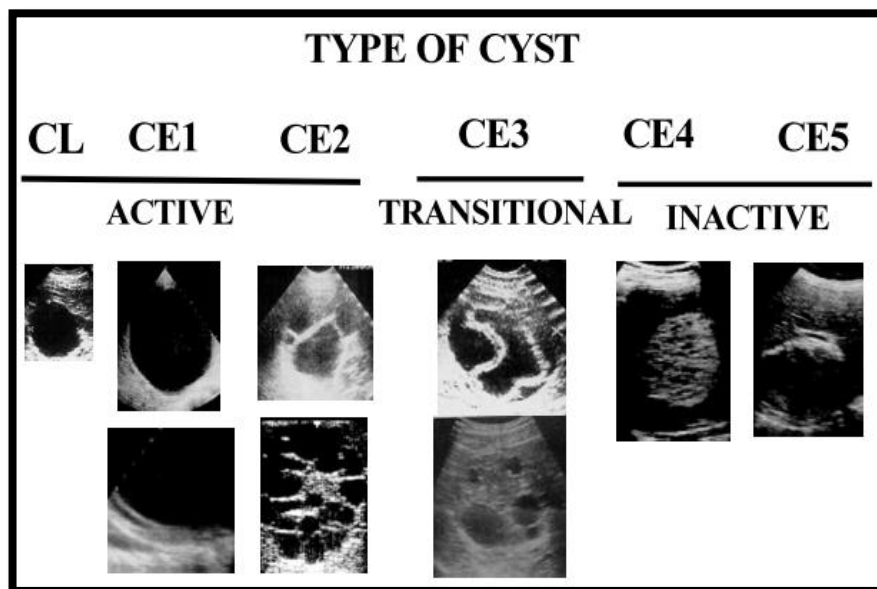 TYPE OF CYST
CL CE1 CE2 CE3 CE4 CE5
ACTIVE TRANSITIONAL INACTIVE